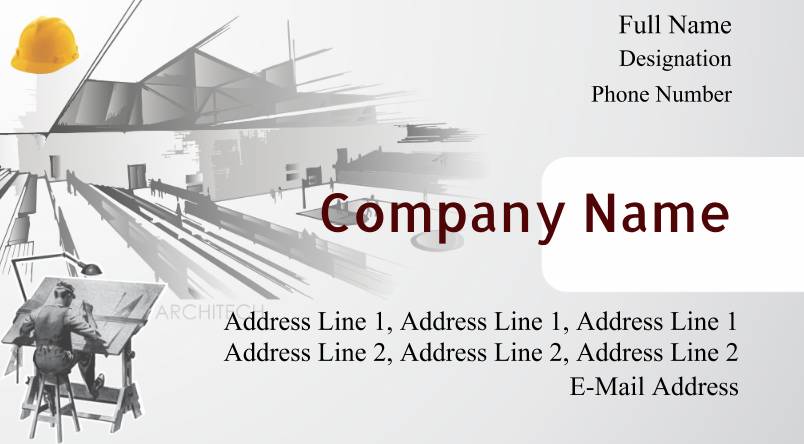 Full Name
Designation
Phone Number
Company Name
ARCHITECH
Address Line 1, Address Line 1, Address Line 1
Address Line 2, Address Line 2, Address Line 2
E-Mail Address